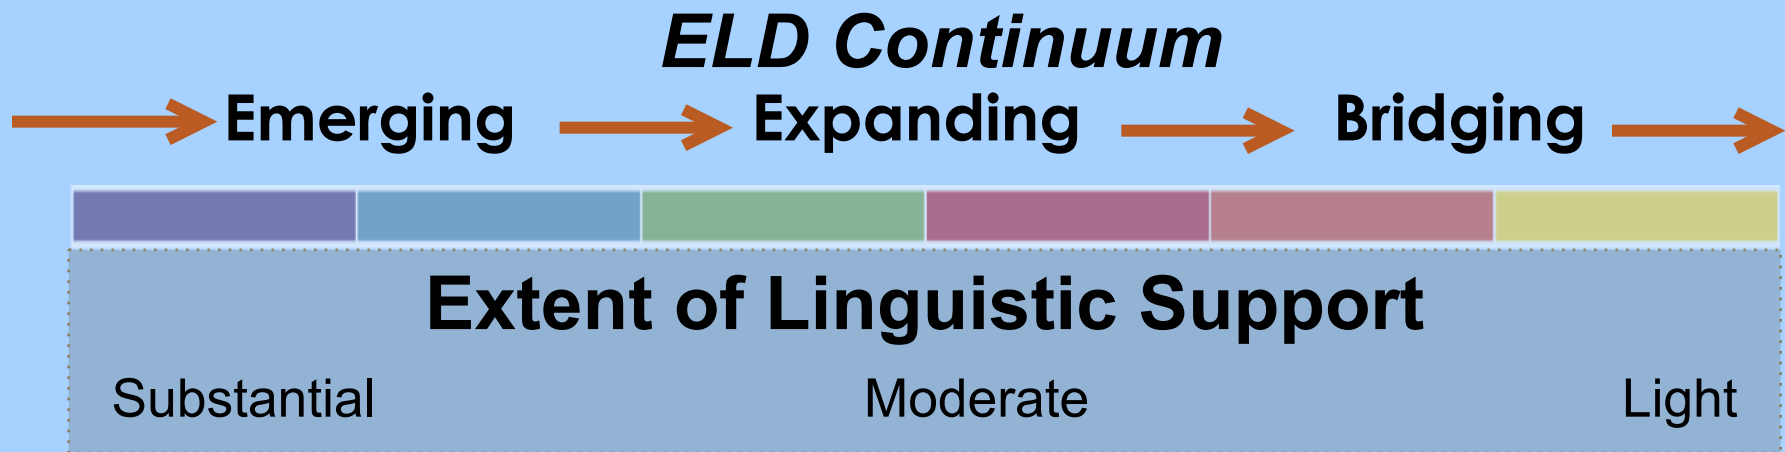 ELD Continuum
Emerging Expanding Bridging
Extent of Linguistic Support
Substantial Moderate Light